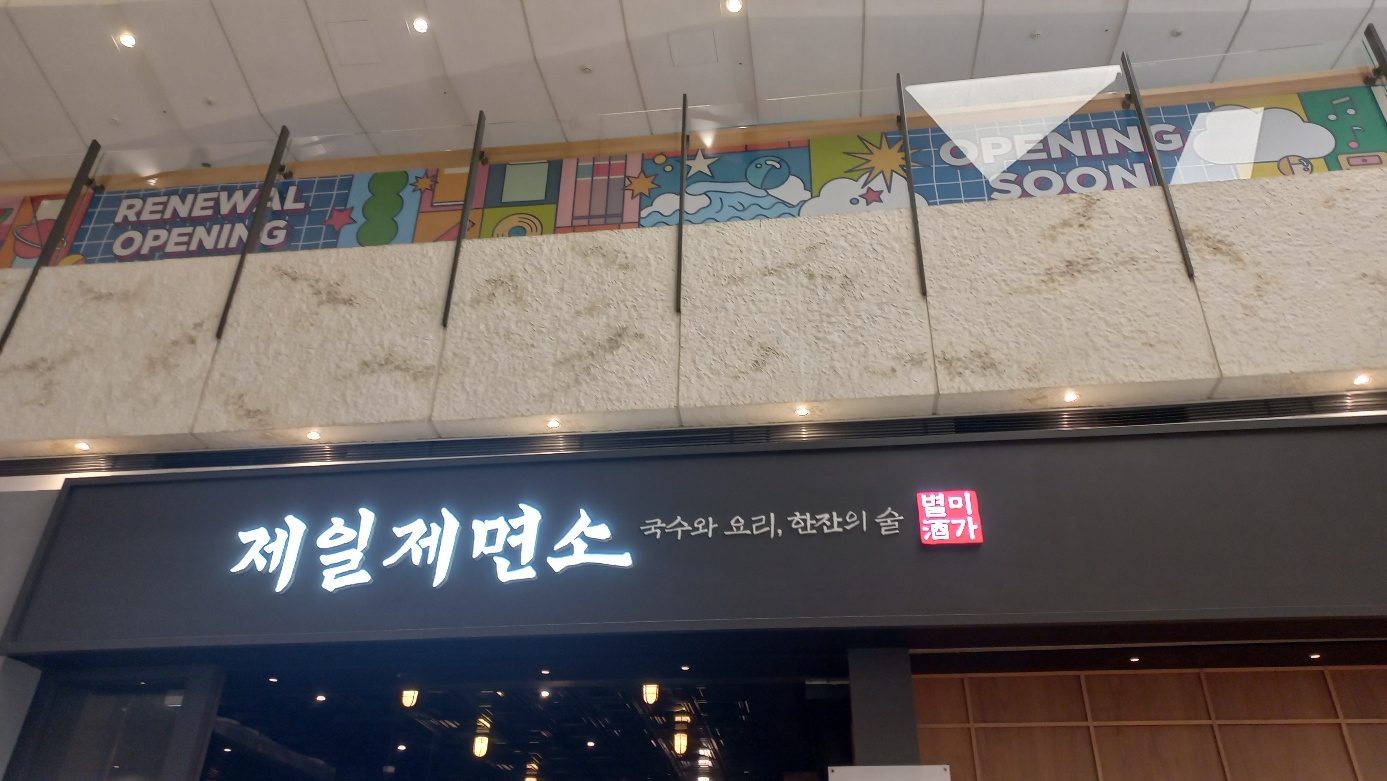 RENEWAL
OPENING
OPENING
SOON
제일제면소
국수와 요리, 한잔의 술
별미
酒가